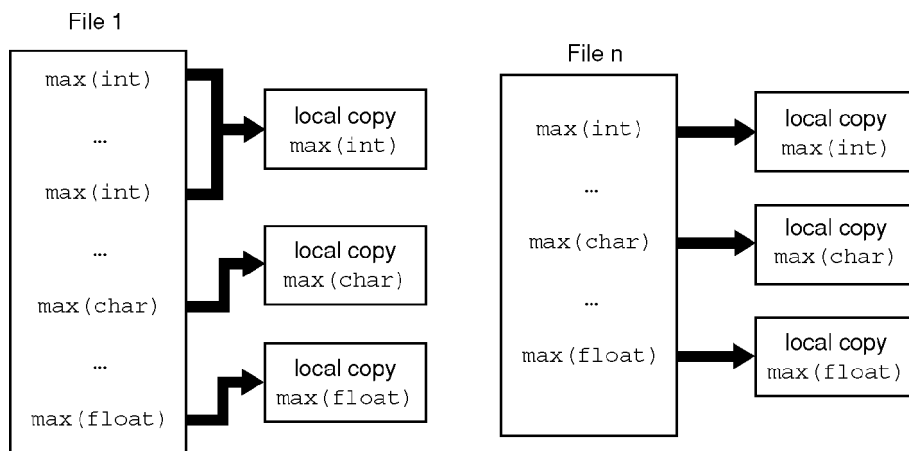 File 1
max(int)
...
max(int)
...
max(char)
...
max(float)
local copy
max(int)
local copy
max(char)
local copy
max(float)
File n
max(int)
...
max(char)
...
max(float)
local copy
max(int)
local copy
max(char)
local copy
max(float)